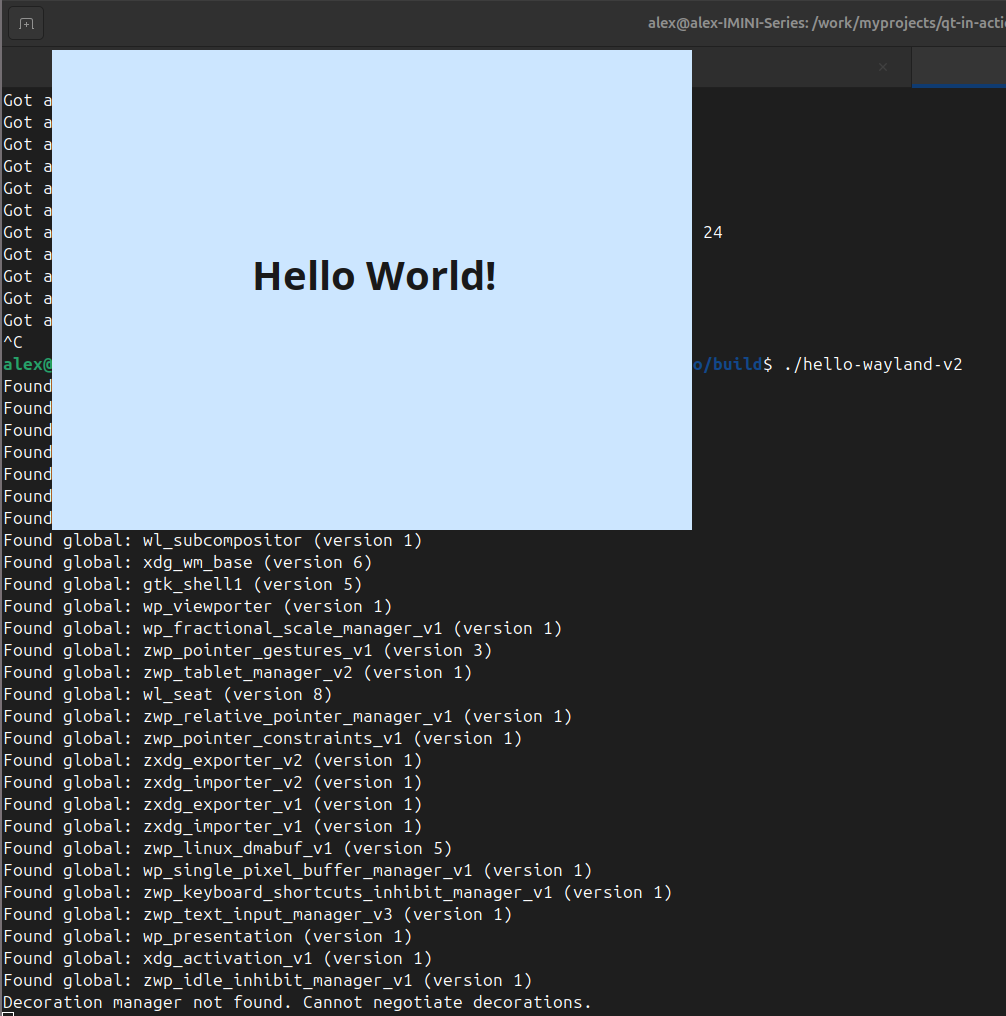 alex@alex-IMINI-Series: /work/myprojects/qt-in-actio
Got a
Got a
Got a
Got a
Got a
Got a
Got a 24
Got a
Got a
Got a
Got a
^C
alex@o/build$ ./hello-wayland-v2
Found
Found
Found
Found
Found
Found
Found
Hello World!
Found global: wl_subcompositor (version 1)
Found global: xdg_wm_base (version 6)
Found global: gtk_shell1 (version 5)
Found global: wp_viewporter (version 1)
Found global: wp_fractional_scale_manager_v1 (version 1)
Found global: zwp_pointer_gestures_v1 (version 3)
Found global: zwp_tablet_manager_v2 (version 1)
Found global: wl_seat (version 8)
Found global: zwp_relative_pointer_manager_v1 (version 1)
Found global: zwp_pointer_constraints_v1 (version 1)
Found global: zxdg_exporter_v2 (version 1)
Found global: zxdg_importer_v2 (version 1)
Found global: zxdg_exporter_v1 (version 1)
Found global: zxdg_importer_v1 (version 1)
Found global: zwp_linux_dmabuf_v1 (version 5)
Found global: wp_single_pixel_buffer_manager_v1 (version 1)
Found global: zwp_keyboard_shortcuts_inhibit_manager_v1 (version 1)
Found global: zwp_text_input_manager_v3 (version 1)
Found global: wp_presentation (version 1)
Found global: xdg_activation_v1 (version 1)
Found global: zwp_idle_inhibit_manager_v1 (version 1)
Decoration manager not found. Cannot negotiate decorations.